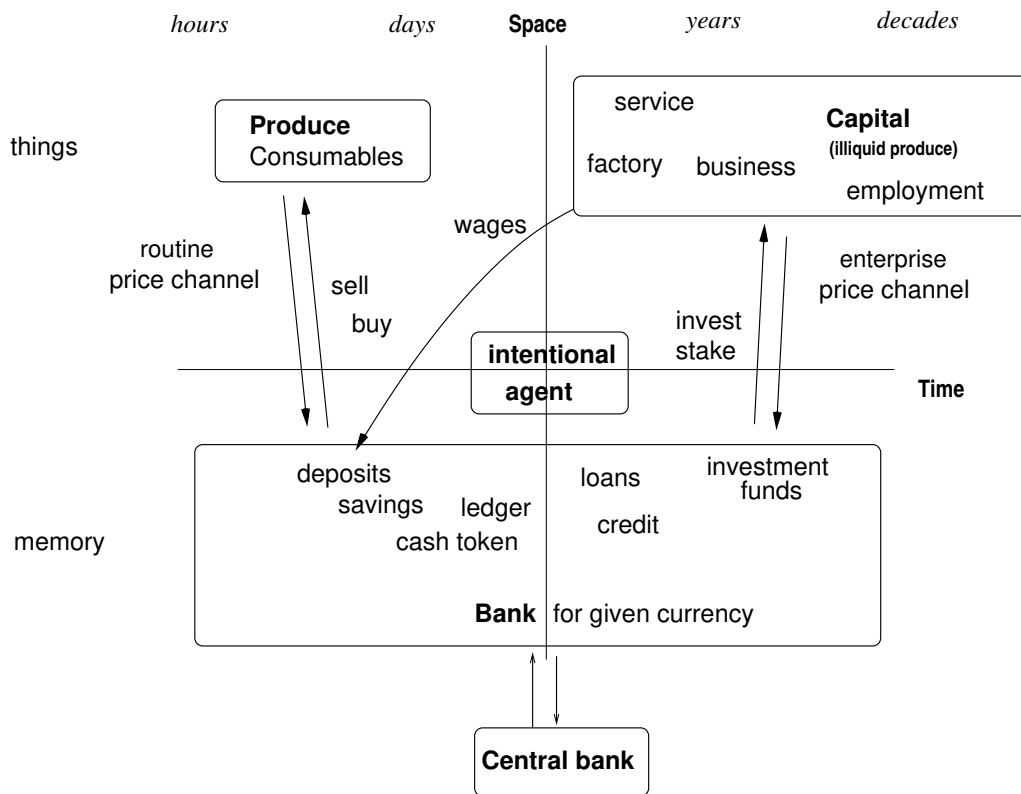 hours days Space years decades
service
Produce
Consumables
Capital
(illiquid produce)
things
factory business
employment
wages
routine
price channel
sell
buy
enterprise
price channel
invest
stake
intentional
agent
Time
deposits
savings
ledger
cash token
loans
credit
investment
funds
memory
Bank for given currency
Central bank